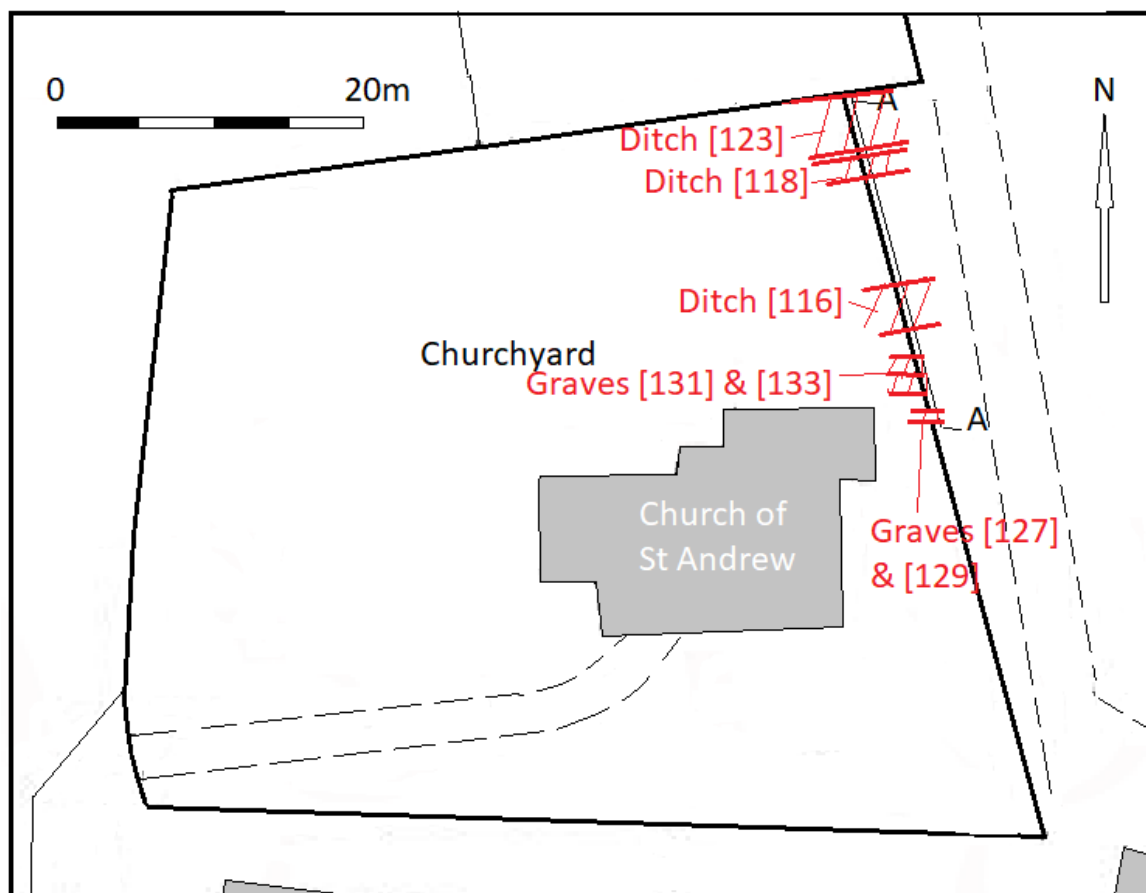 0 20m
N
A
Ditch [123]
Ditch [118]
Ditch [116]
Churchyard
Graves [131] & [133]
A
Church of
St Andrew
Graves [127]
& [129]